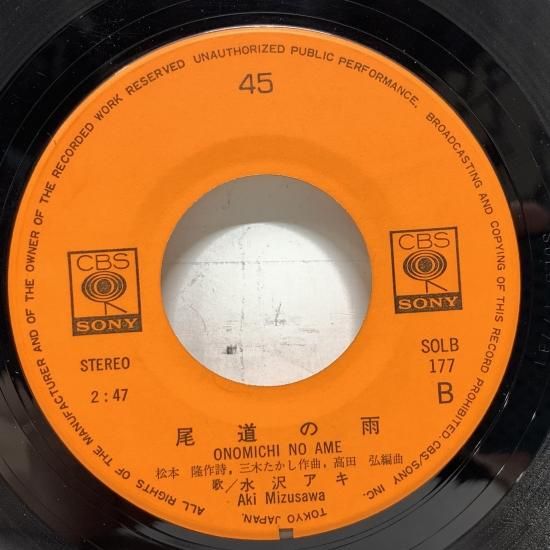 ALL RIGHTS OF THE MANUFACTURER AND OF THE OWNER OF THE RECORDED WORK RESERVED UNAUTHORIZED PUBLIC PERFORMANCE, BROADCASTING AND COPYING OF THIS RECORD PROHIBITED. CBS/SONY INC. TOKYO JAPAN.
45
CBS
SONY
CBS
SONY
STEREO
2:47
SOLB
177
B
尾道の雨
ONOMICHI NO AME
松本 隆作詩, 三木たかし作曲, 高田 弘編曲
歌/水沢アキ
Aki Mizusawa